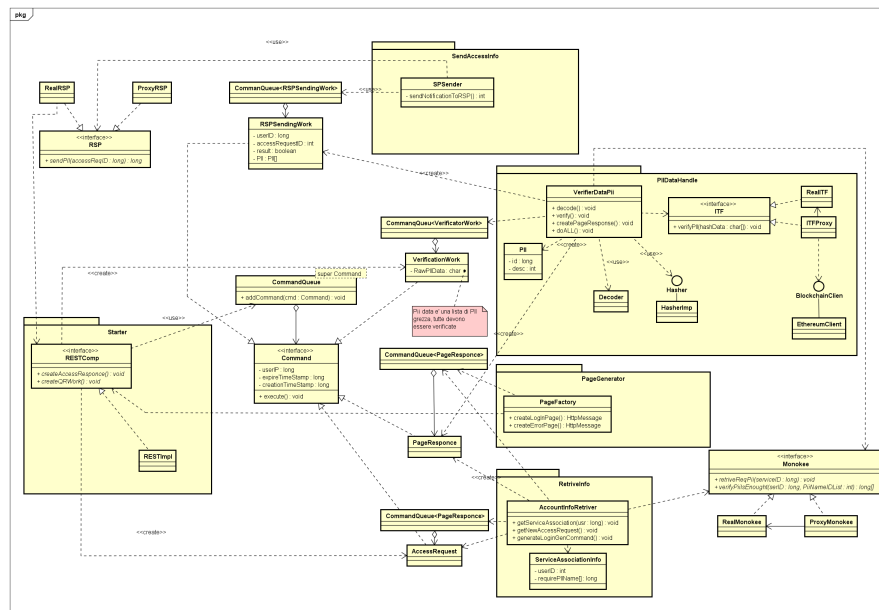 pkg
<<use>>
SendAccessInfo
SPSender
- sendNotificationToRSP() : int
<<use>>
CommanQueue<RSPSendingWork>
RealRSP
ProxyRSP
RSPSendingWork
- userID : long
- accessRequestID : int
- result : boolean
- PII : PII[]
<<interface>>
RSP
+ sendPII(accessReqID : long) : long
<<create>>
PIIDataHandle
VerifierDataPII
+ decode() : void
+ verify() : void
+ createPageResponse() : void
+ doALL() : void
<<interface>>
ITF
+ verifyPII(hashData : char[]) : void
RealITF
ITFProxy
CommanqQueu<VerificatorWork>
PII
- id : long
- desc : int
<<create>>
<<use>>
<<use>>
VerificationWork
- RawPIIData : char
<<create>>
super Command
CommandQueue
+ addCommand(cmd : Command) : void
Decoder
Hasher
HasherImp
BlockchainClien
EthereumClient
PII data e' una lista di PII
grezza, tutte devono
essere verificate
<<use>>
<<create>>
Starter
<<interface>>
RESTComp
+ createAccessResponce() : void
+ createQRWork() : void
RESTImpl
<<interface>>
Command
- userIP : long
- expireTimeStamp : long
- creationTimeStamp : long
+ execute() : void
CommandQueue<PageResponce>
PageGenerator
PageFactory
+ createLoginPage() : HttpMessage
+ createErrorPage() : HttpMessage
PageResponce
<<interface>>
Monokee
+ retriveReqPII(serviceID : long) : void
+ verifyPiiIsEnought(serID : long, PiiNameIDList : int) : long[]
RealMonokee
ProxyMonokee
RetriveInfo
AccountInfoRetriver
+ getServiceAssociation(usr : long) : void
+ getNewAccessRequest() : void
+ generateLoginGenCommand() : void
ServiceAssociationInfo
- userID : int
- requirePIIName[] : long
CommandQueue<PageResponce>
<<create>>
AccessRequest